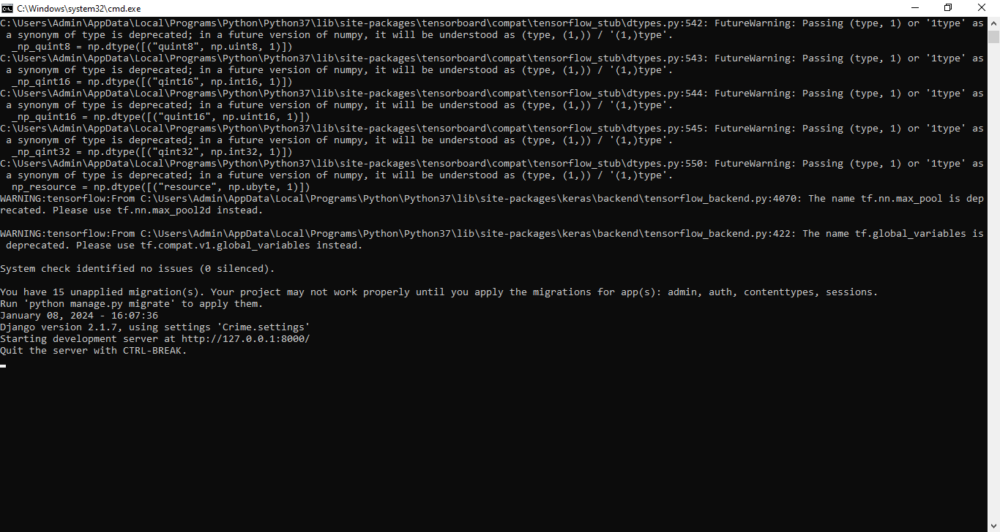 C:\Windows\system32\cmd.exe
C:\Users\Admin\AppData\Local\Programs\Python\Python37\lib\site-packages\tensorboard\compat\tensorflow_stub\dtypes.py:542: FutureWarning: Passing (type, 1) or '1type' as
 a synonym of type is deprecated; in a future version of numpy, it will be understood as (type, (1,)) / '(1,)type'.
  _np_quint8 = np.dtype([("quint8", np.uint8, 1)])
C:\Users\Admin\AppData\Local\Programs\Python\Python37\lib\site-packages\tensorboard\compat\tensorflow_stub\dtypes.py:543: FutureWarning: Passing (type, 1) or '1type' as
 a synonym of type is deprecated; in a future version of numpy, it will be understood as (type, (1,)) / '(1,)type'.
  _np_qint16 = np.dtype([("qint16", np.int16, 1)])
C:\Users\Admin\AppData\Local\Programs\Python\Python37\lib\site-packages\tensorboard\compat\tensorflow_stub\dtypes.py:544: FutureWarning: Passing (type, 1) or '1type' as
 a synonym of type is deprecated; in a future version of numpy, it will be understood as (type, (1,)) / '(1,)type'.
  _np_quint16 = np.dtype([("quint16", np.uint16, 1)])
C:\Users\Admin\AppData\Local\Programs\Python\Python37\lib\site-packages\tensorboard\compat\tensorflow_stub\dtypes.py:545: FutureWarning: Passing (type, 1) or '1type' as
 a synonym of type is deprecated; in a future version of numpy, it will be understood as (type, (1,)) / '(1,)type'.
  _np_qint32 = np.dtype([("qint32", np.int32, 1)])
C:\Users\Admin\AppData\Local\Programs\Python\Python37\lib\site-packages\tensorboard\compat\tensorflow_stub\dtypes.py:550: FutureWarning: Passing (type, 1) or '1type' as
 a synonym of type is deprecated; in a future version of numpy, it will be understood as (type, (1,)) / '(1,)type'.
  np_resource = np.dtype([("resource", np.ubyte, 1)])
WARNING:tensorflow:From C:\Users\Admin\AppData\Local\Programs\Python\Python37\lib\site-packages\keras\backend\tensorflow_backend.py:4070: The name tf.nn.max_pool is dep
recated. Please use tf.nn.max_pool2d instead.

WARNING:tensorflow:From C:\Users\Admin\AppData\Local\Programs\Python\Python37\lib\site-packages\keras\backend\tensorflow_backend.py:422: The name tf.global_variables is
 deprecated. Please use tf.compat.v1.global_variables instead.

System check identified no issues (0 silenced).

You have 15 unapplied migration(s). Your project may not work properly until you apply the migrations for app(s): admin, auth, contenttypes, sessions.
Run 'python manage.py migrate' to apply them.
January 08, 2024 - 16:07:36
Django version 2.1.7, using settings 'Crime.settings'
Starting development server at http://127.0.0.1:8000/
Quit the server with CTRL-BREAK.